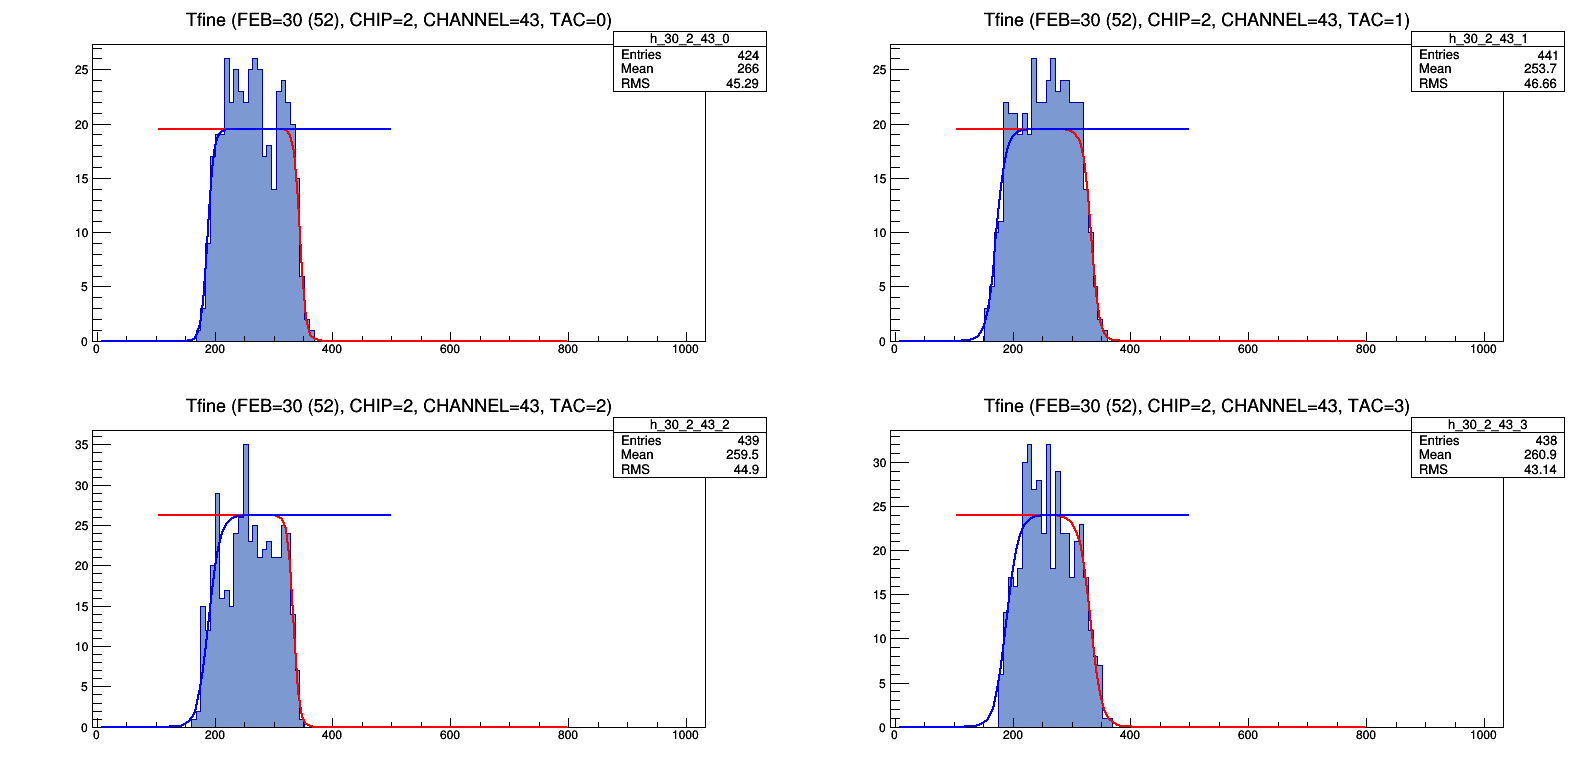 Tfine (FEB=30 (52), CHIP=2, CHANNEL=43, TAC=0)
h_30_2_43_0
Entries 424
Mean 266
RMS 45.29
25
20
15
10
5
0
0 200 400 600 800 1000
Tfine (FEB=30 (52), CHIP=2, CHANNEL=43, TAC=1)
h_30_2_43_1
Entries 441
Mean 253.7
RMS 46.66
25
20
15
10
5
0
0 200 400 600 800 1000
Tfine (FEB=30 (52), CHIP=2, CHANNEL=43, TAC=2)
h_30_2_43_2
Entries 439
Mean 259.5
RMS 44.9
35
30
25
20
15
10
5
0
0 200 400 600 800 1000
Tfine (FEB=30 (52), CHIP=2, CHANNEL=43, TAC=3)
h_30_2_43_3
Entries 438
Mean 260.9
RMS 43.14
30
25
20
15
10
5
0
0 200 400 600 800 1000